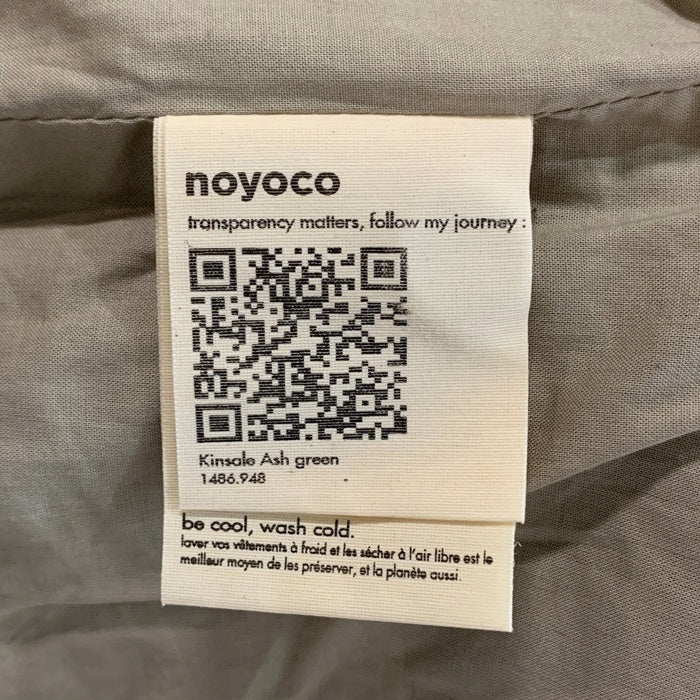 noyoco
transparency matters, follow my journey :
Kinsale Ash green
1486.948
be cool, wash cold.
laver vos vêtements à froid et les sécher à l'air libre est le
meilleur moyen de les préserver, et la planète aussi.